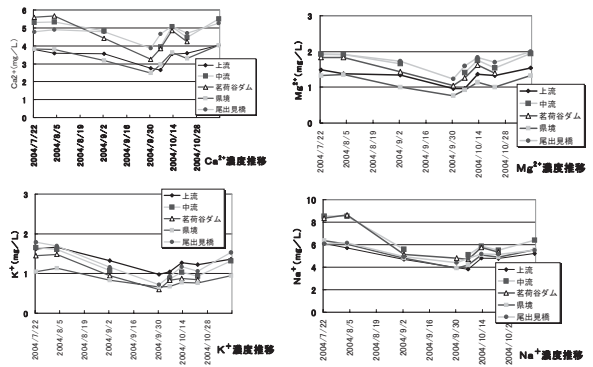 6
5
4
3
2
1
0
Ca2+(mg/L)
2004/7/22
2004/8/5
2004/8/19
2004/9/2
2004/9/16
2004/9/30
2004/10/14
2004/10/28
上流
中流
茗荷谷ダム
県境
尾出見橋
Ca2+濃度推移
3
2
1
0
Mg2+(mg/L)
2004/7/22
2004/8/5
2004/8/19
2004/9/2
2004/9/16
2004/9/30
2004/10/14
2004/10/28
上流
中流
茗荷谷ダム
県境
尾出見橋
Mg2+濃度推移
3
2
1
0
K+(mg/L)
2004/7/22
2004/8/5
2004/8/19
2004/9/2
2004/9/16
2004/9/30
2004/10/14
2004/10/28
上流
中流
茗荷谷ダム
県境
尾出見橋
K+濃度推移
10
8
6
4
2
0
Na+(mg/L)
2004/7/22
2004/8/5
2004/8/19
2004/9/2
2004/9/16
2004/9/30
2004/10/14
2004/10/2
上流
中流
茗荷谷ダム
県境
尾出見橋
Na+濃度推移